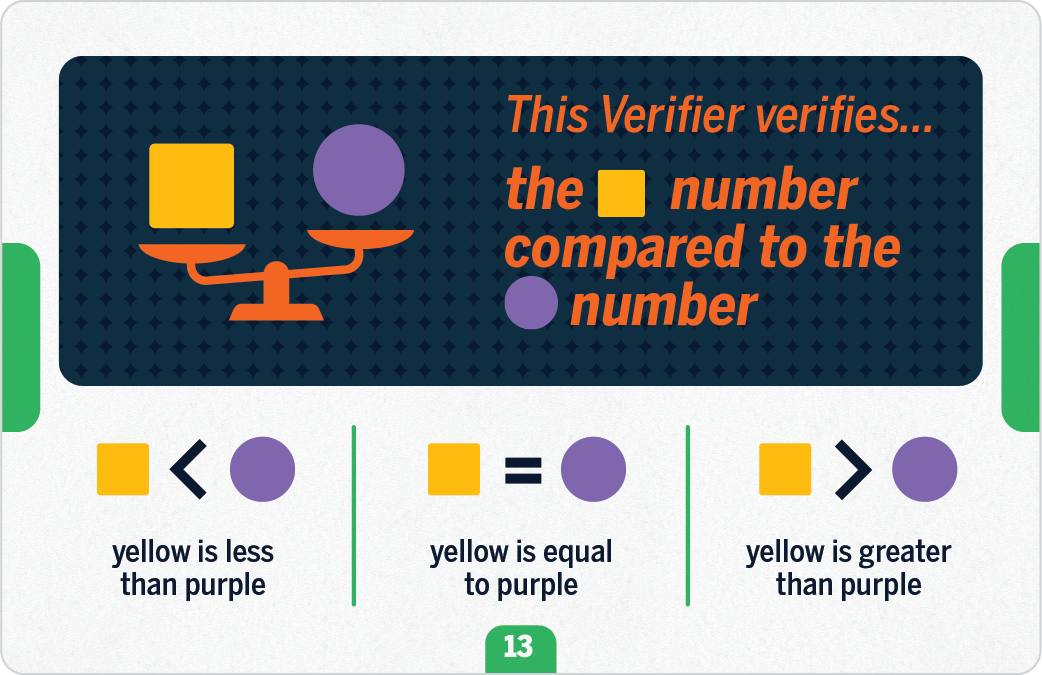 This Verifier verifies...
the number
compared to the
number
< = >
yellow is less
than purple
yellow is equal
to purple
yellow is greater
than purple
13